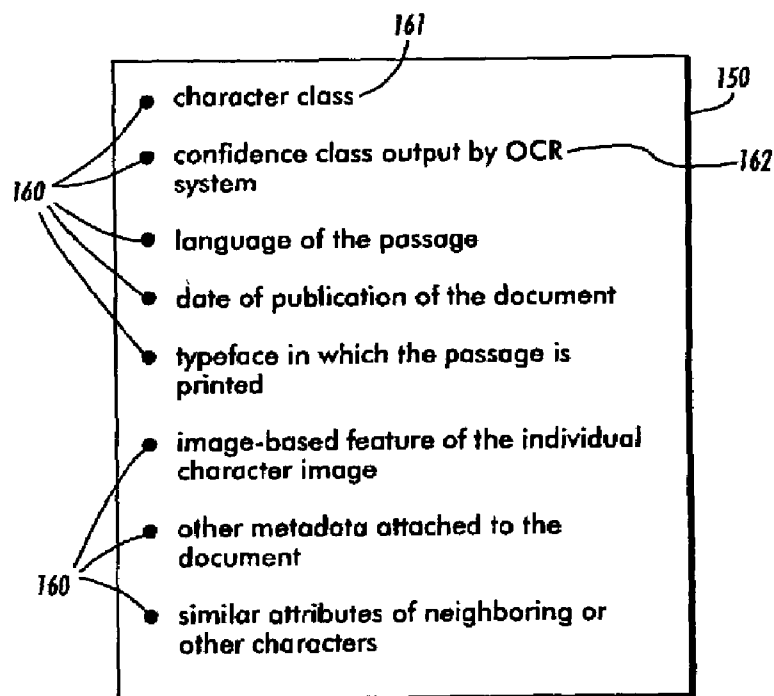 161
• character class
150
• confidence class output by OCR
system
162
160
• language of the passage
• date of publication of the document
• typeface in which the passage is
printed
• image-based feature of the individual
character image
• other metadata attached to the
document
160
• similar attributes of neighboring or
other characters